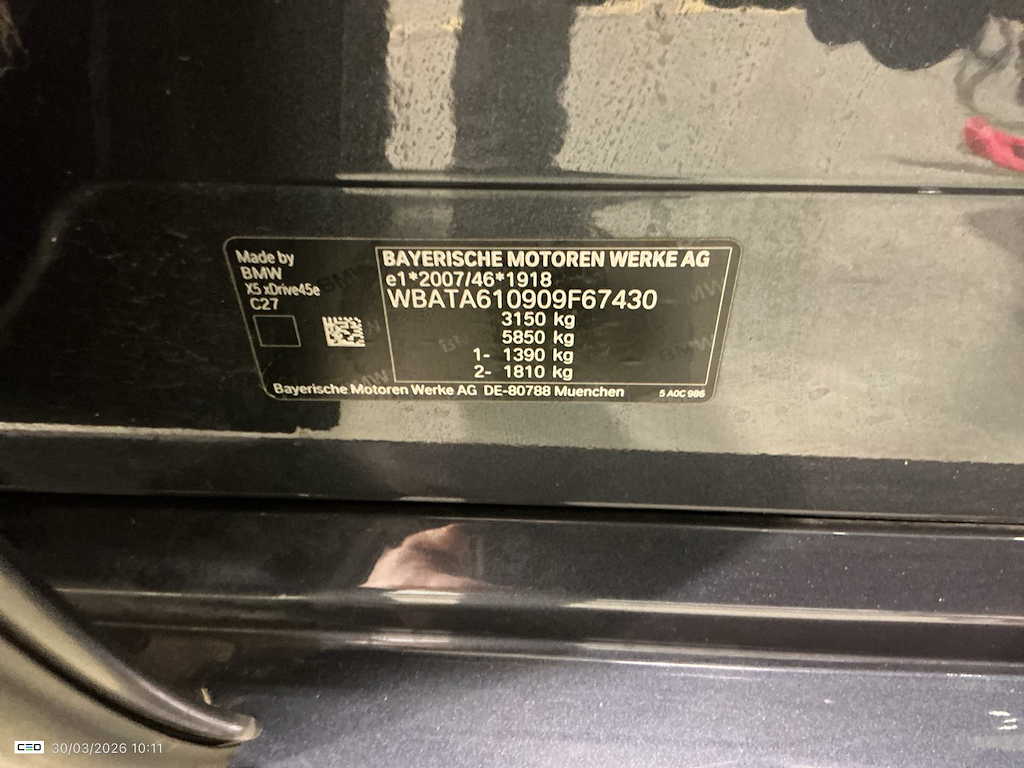 Made by
BMW
X5 xDrive45e
C27
BAYERISCHE MOTOREN WERKE AG
e1*2007/46*1918
WBATA610909F67430
3150 kg
5850 kg
1- 1390 kg
2- 1810 kg
Bayerische Motoren Werke AG DE-80788 Muenchen
5 A0C 986
CEO 30/03/2026 10:11